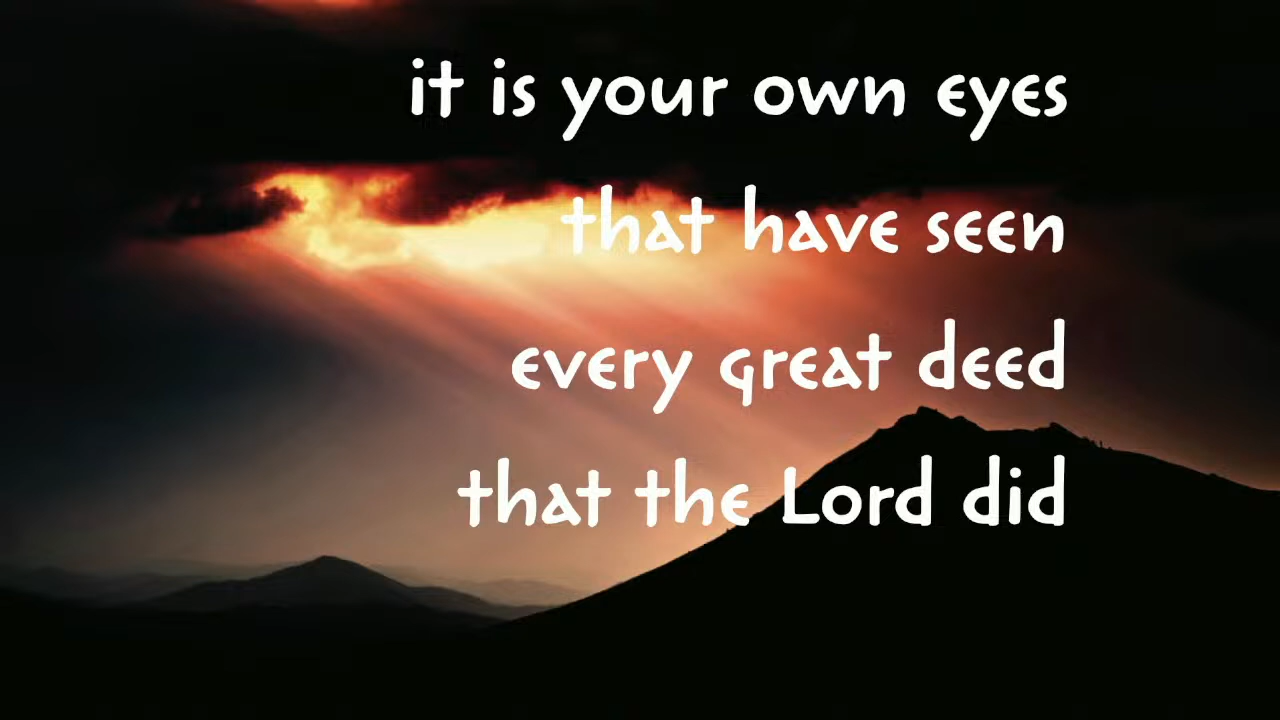 it is your own eyes
that have seen
every great deed
that the Lord did